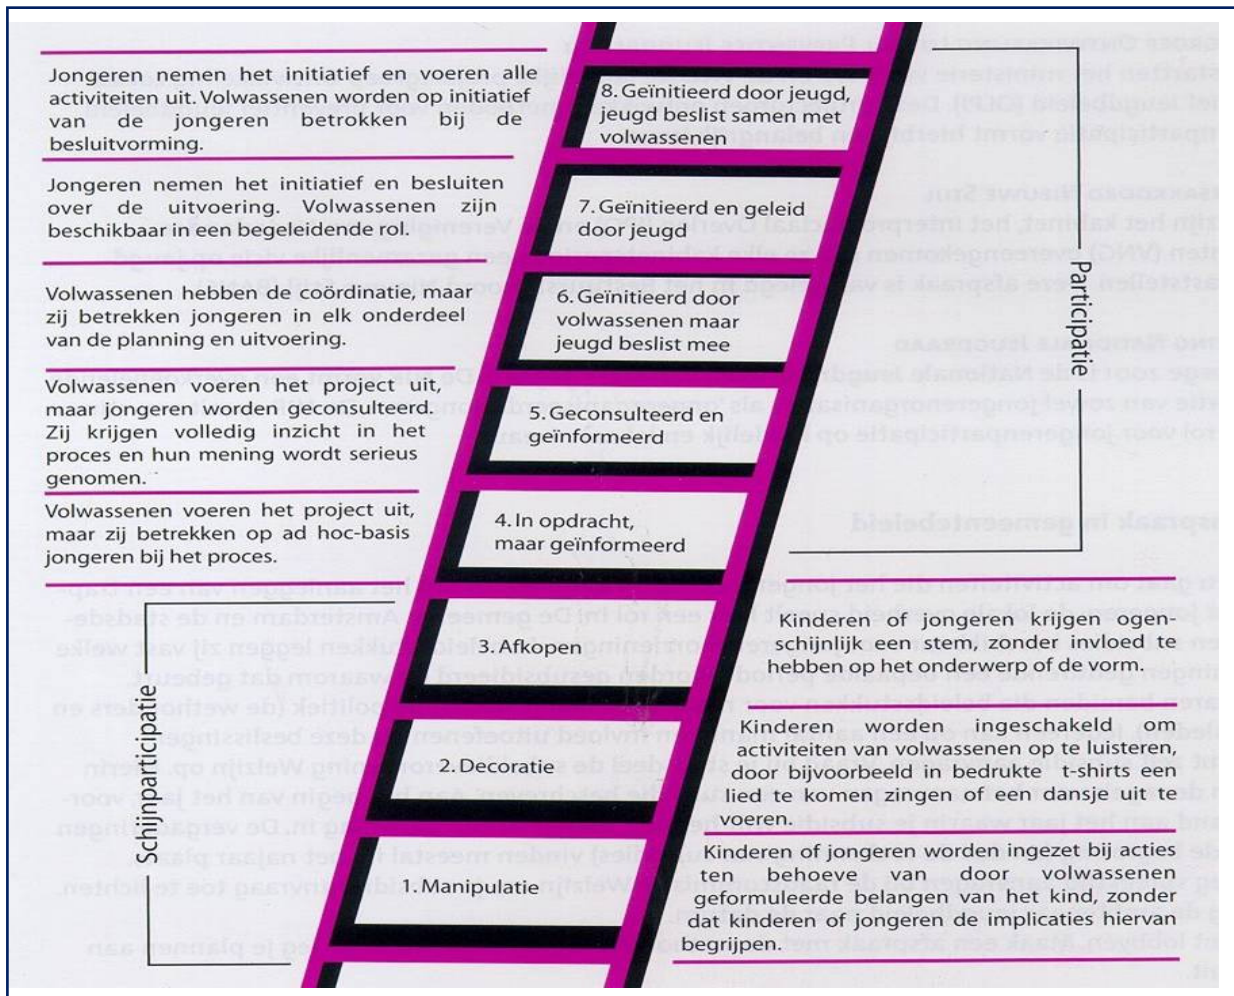 Jongeren nemen het initiatief en voeren alle
activiteiten uit. Volwassenen worden op initiatief
van de jongeren betrokken bij de
besluitvorming.
8. Geïnitieerd door jeugd,
jeugd beslist samen met
volwassenen
Jongeren nemen het initiatief en besluiten
over de uitvoering. Volwassenen zijn
beschikbaar in een begeleidende rol.
7. Geïnitieerd en geleid
door jeugd
Volwassenen hebben de coördinatie, maar
zij betrekken jongeren in elk onderdeel
van de planning en uitvoering.
6. Geïnitieerd door
volwassenen maar
jeugd beslist mee
Volwassenen voeren het project uit,
maar jongeren worden geconsulteerd.
Zij krijgen volledig inzicht in het
proces en hun mening wordt serieus
genomen.
5. Geconsulteerd en
geïnformeerd
Volwassenen voeren het project uit,
maar zij betrekken op ad hoc-basis
jongeren bij het proces.
4. In opdracht,
maar geïnformeerd
Participatie
3. Afkopen
Kinderen of jongeren krijgen ogen-
schijnlijk een stem, zonder invloed te
hebben op het onderwerp of de vorm.
2. Decoratie
Kinderen worden ingeschakeld om
activiteiten van volwassenen op te luisteren,
door bijvoorbeeld in bedrukte t-shirts een
lied te komen zingen of een dansje uit te
voeren.
1. Manipulatie
Kinderen of jongeren worden ingezet bij acties
ten behoeve van door volwassenen
geformuleerde belangen van het kind, zonder
dat kinderen of jongeren de implicaties hiervan
begrijpen.
Schijnparticipatie